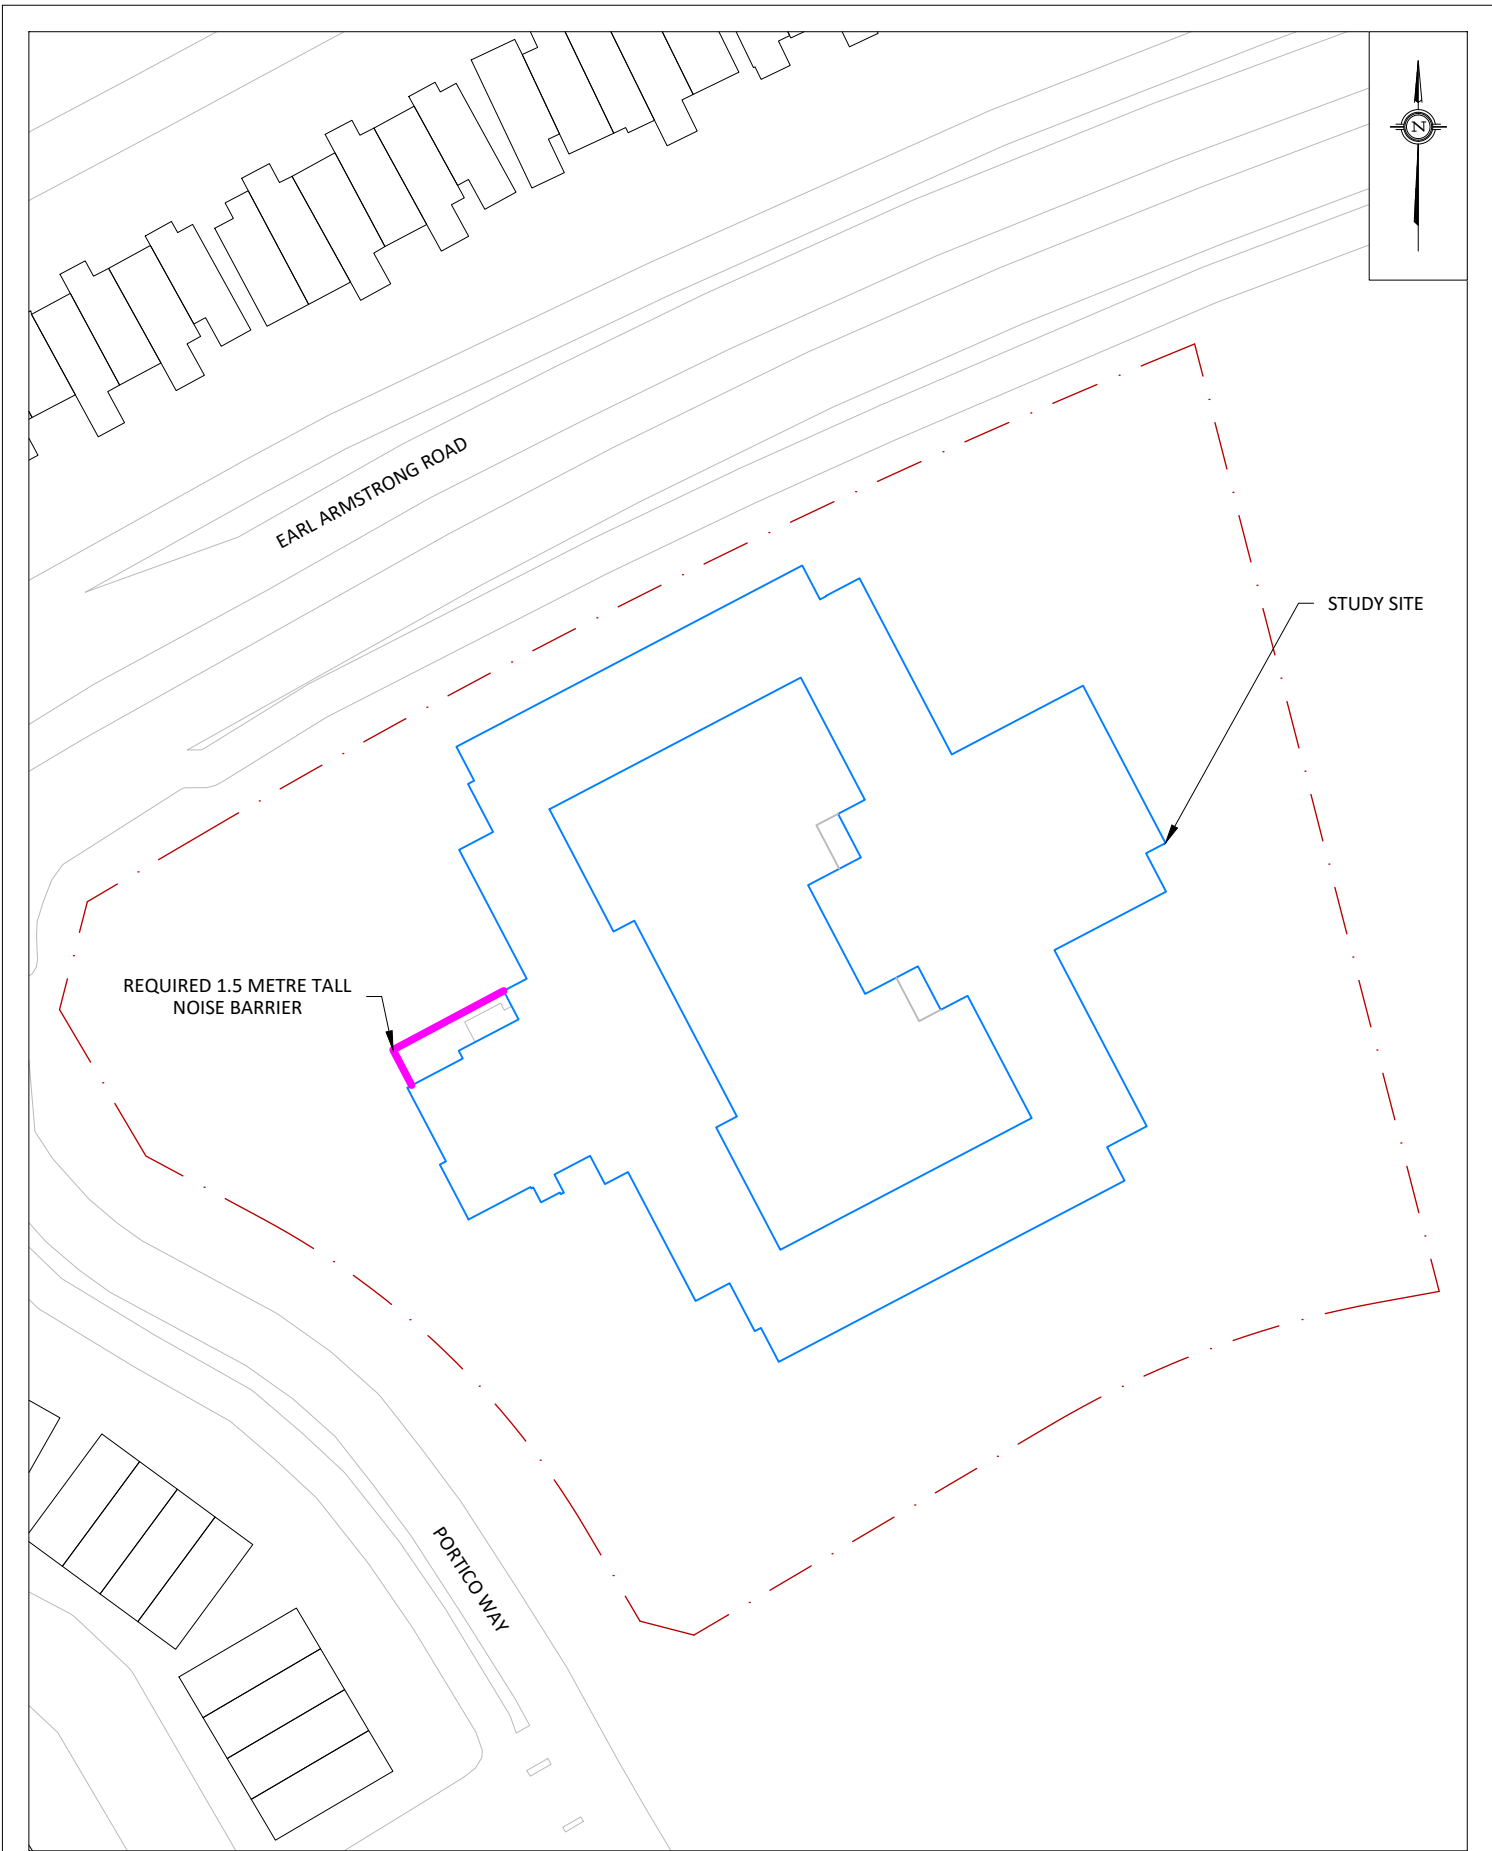 N
EARL ARMSTRONG ROAD
STUDY SITE
REQUIRED 1.5 METRE TALL
NOISE BARRIER
PORTICO WAY